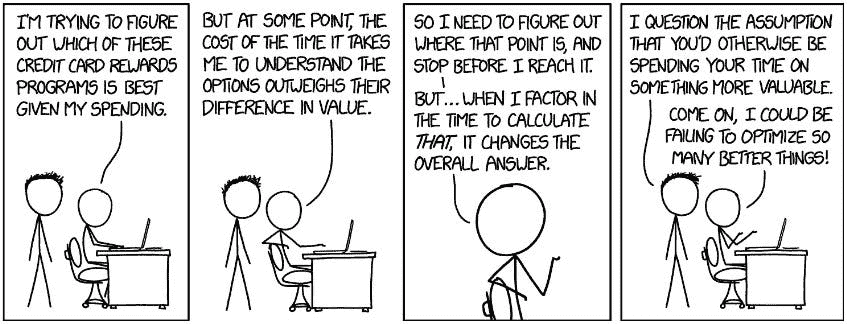 I'M TRYING TO FIGURE
OUT WHICH OF THESE
CREDIT CARD REWARDS
PROGRAMS IS BEST
GIVEN MY SPENDING.
BUT AT SOME POINT, THE
COST OF THE TIME IT TAKES
ME TO UNDERSTAND THE
OPTIONS OUTWEIGHS THEIR
DIFFERENCE IN VALUE.
SO I NEED TO FIGURE OUT
WHERE THAT POINT IS, AND
STOP BEFORE I REACH IT.
BUT... WHEN I FACTOR IN
THE TIME TO CALCULATE
THAT, IT CHANGES THE
OVERALL ANSWER.
I QUESTION THE ASSUMPTION
THAT YOU'D OTHERWISE BE
SPENDING YOUR TIME ON
SOMETHING MORE VALUABLE.
COME ON, I COULD BE
FAILING TO OPTIMIZE SO
MANY BETTER THINGS!